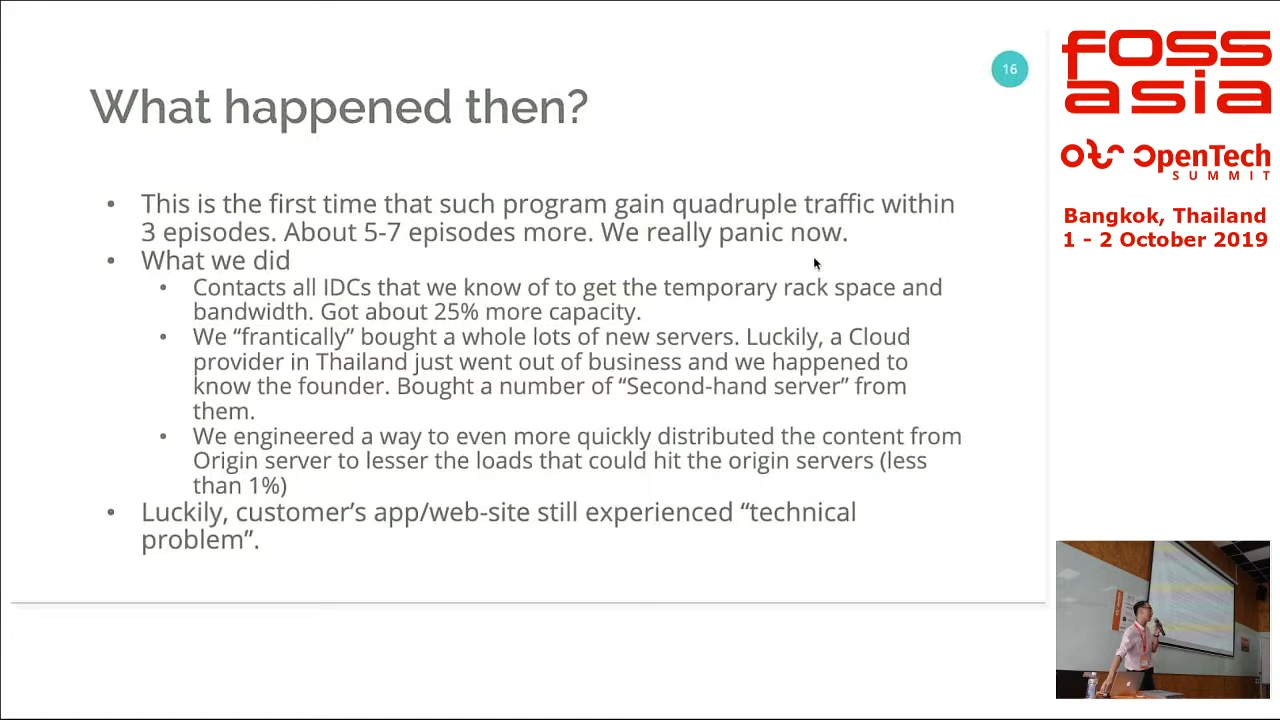 16
What happened then?
• This is the first time that such program gain quadruple traffic within
3 episodes. About 5-7 episodes more. We really panic now.
• What we did
• Contacts all IDCs that we know of to get the temporary rack space and
bandwidth. Got about 25% more capacity.
• We “frantically” bought a whole lots of new servers. Luckily, a Cloud
provider in Thailand just went out of business and we happened to
know the founder. Bought a number of “Second-hand server” from
them.
• We engineered a way to even more quickly distributed the content from
Origin server to lesser the loads that could hit the origin servers (less
than 1%)
• Luckily, customer’s app/web-site still experienced “technical
problem”.
foss
asia
OpenTech
SUMMIT
Bangkok, Thailand
1 - 2 October 2019